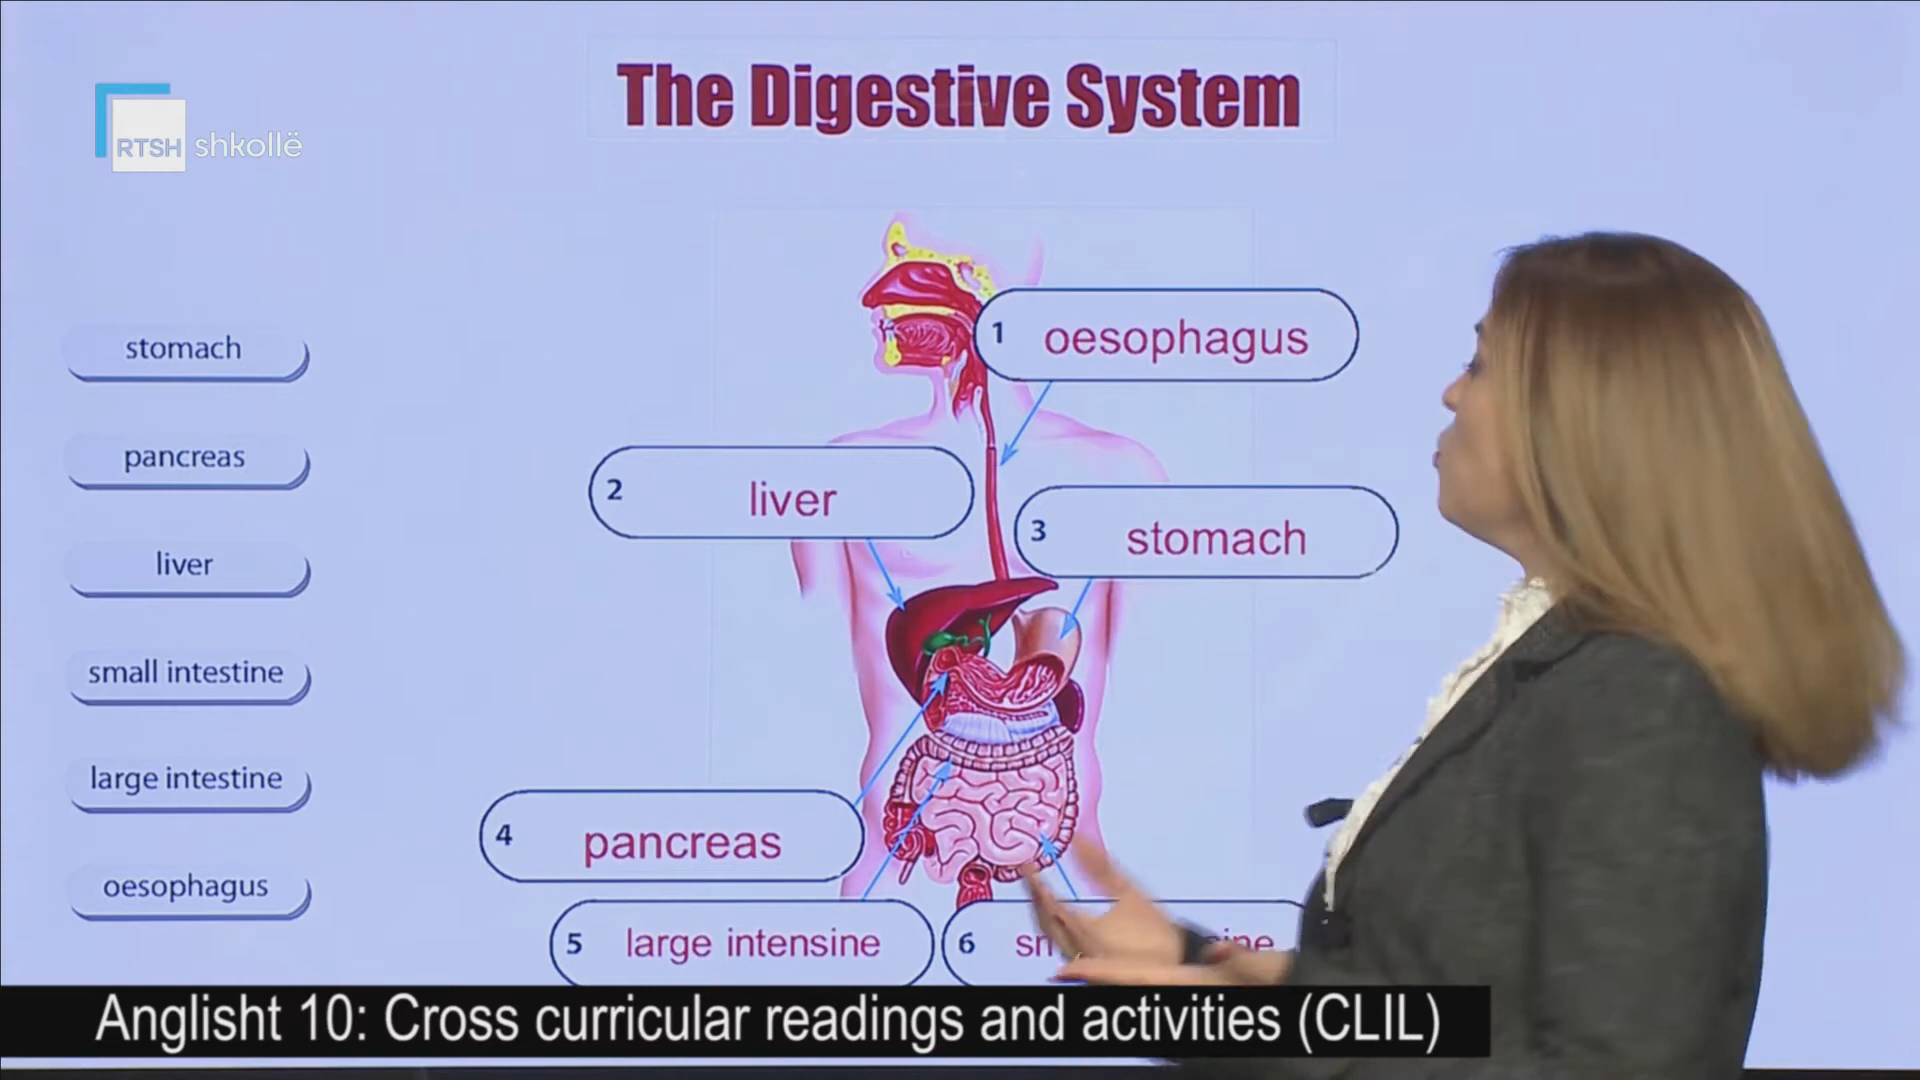 The Digestive System
RTSH shkollë
stomach
pancreas
liver
small intestine
large intestine
oesophagus
1 oesophagus
2 liver
3 stomach
4 pancreas
5 large intensine
6
Anglisht 10: Cross curricular readings and activities (CLIL)